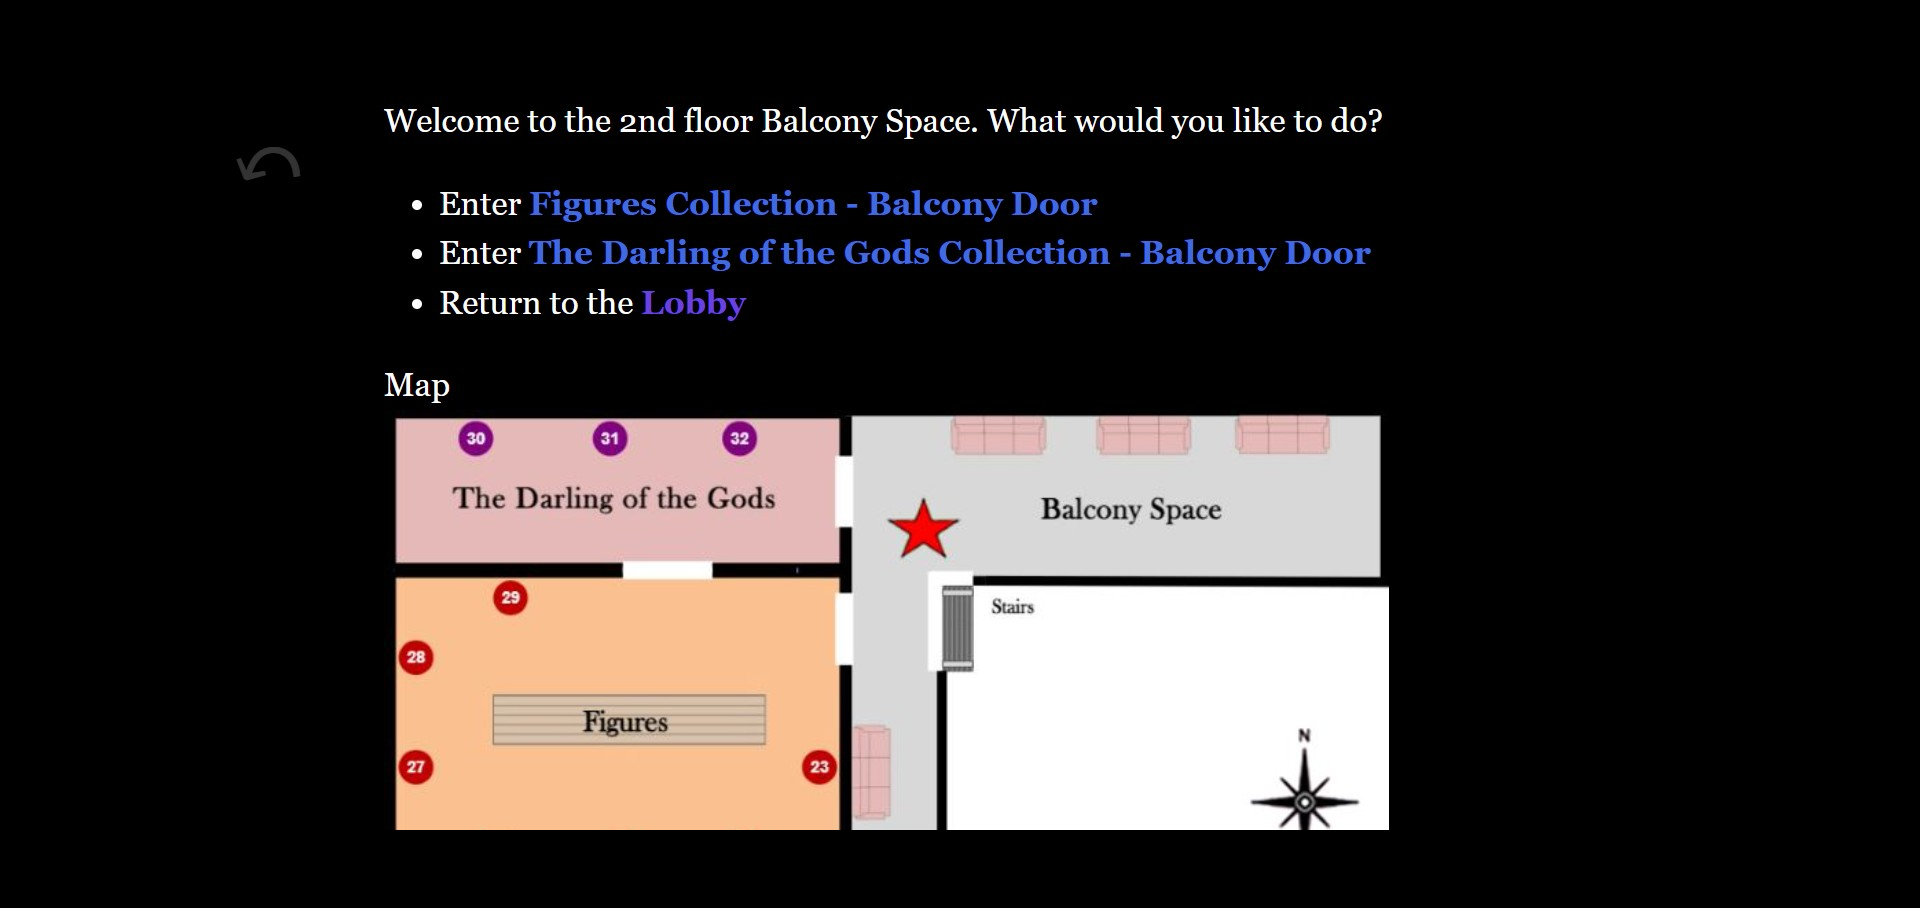 Welcome to the 2nd floor Balcony Space. What would you like to do?
Enter Figures Collection - Balcony Door
Enter The Darling of the Gods Collection - Balcony Door
Return to the Lobby
Map
30 31 32
The Darling of the Gods
Balcony Space
29
Stairs
28
Figures
N
27
23